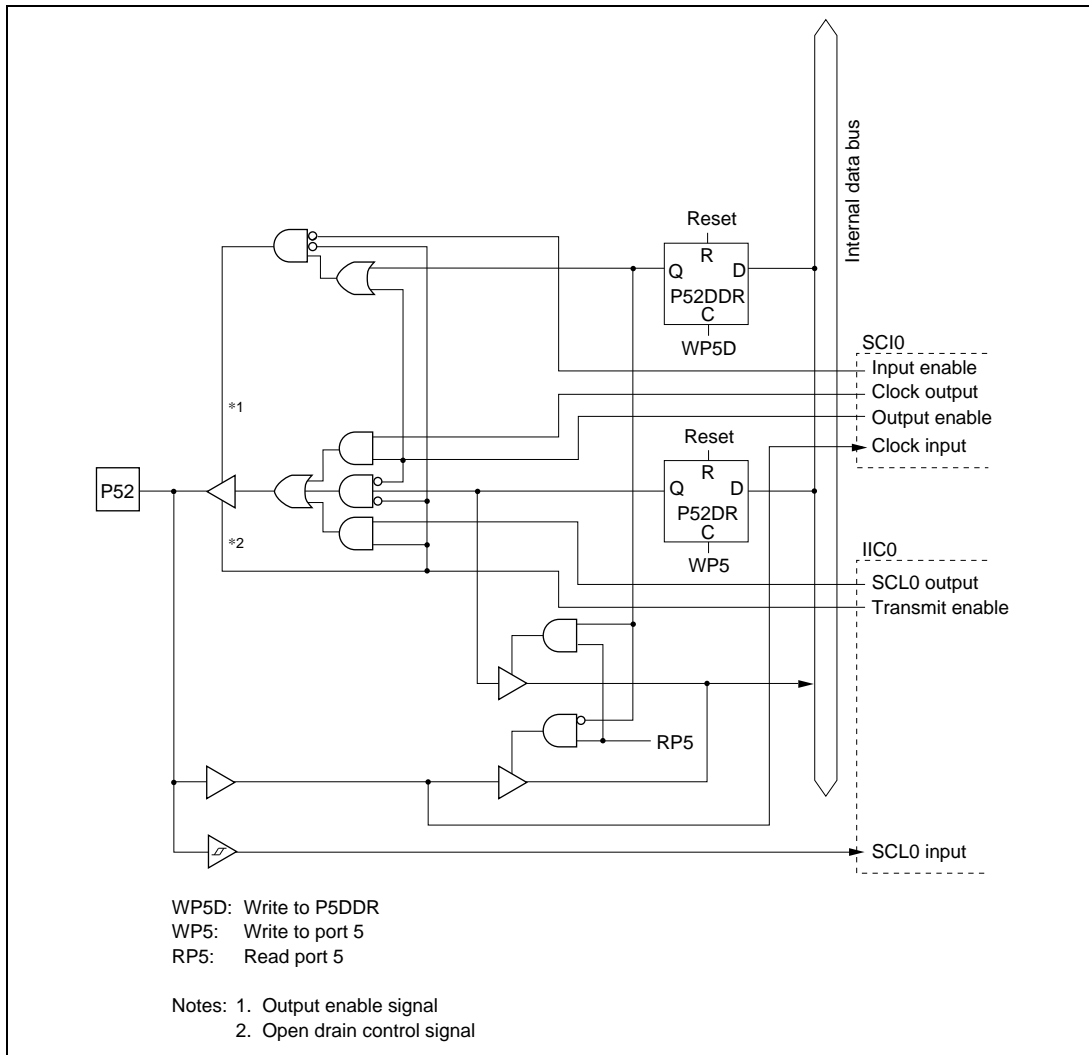 Reset
R
Q D
P52DDR
C
WP5D
Internal data bus
SCI0
Input enable
Clock output
Output enable
Clock input
*1
Reset
R
Q D
P52DR
C
WP5
P52
*2
IIC0
SCL0 output
Transmit enable
RP5
SCL0 input
WP5D: Write to P5DDR
WP5: Write to port 5
RP5: Read port 5
Notes: 1. Output enable signal
2. Open drain control signal